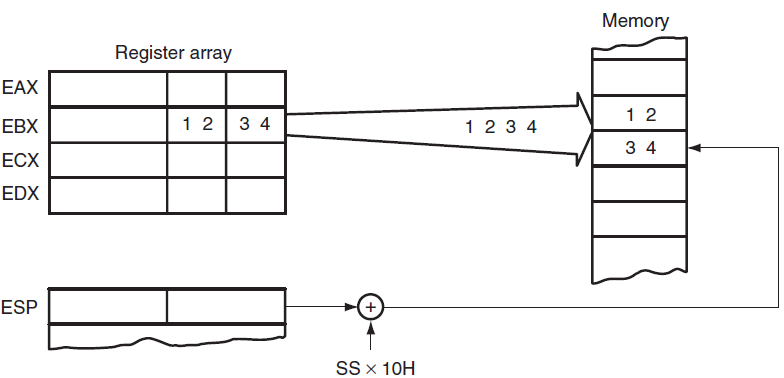 Memory
Register array
EAX
EBX 1 2 3 4 1 2 3 4 1 2
ECX 3 4
EDX
ESP +
SS × 10H